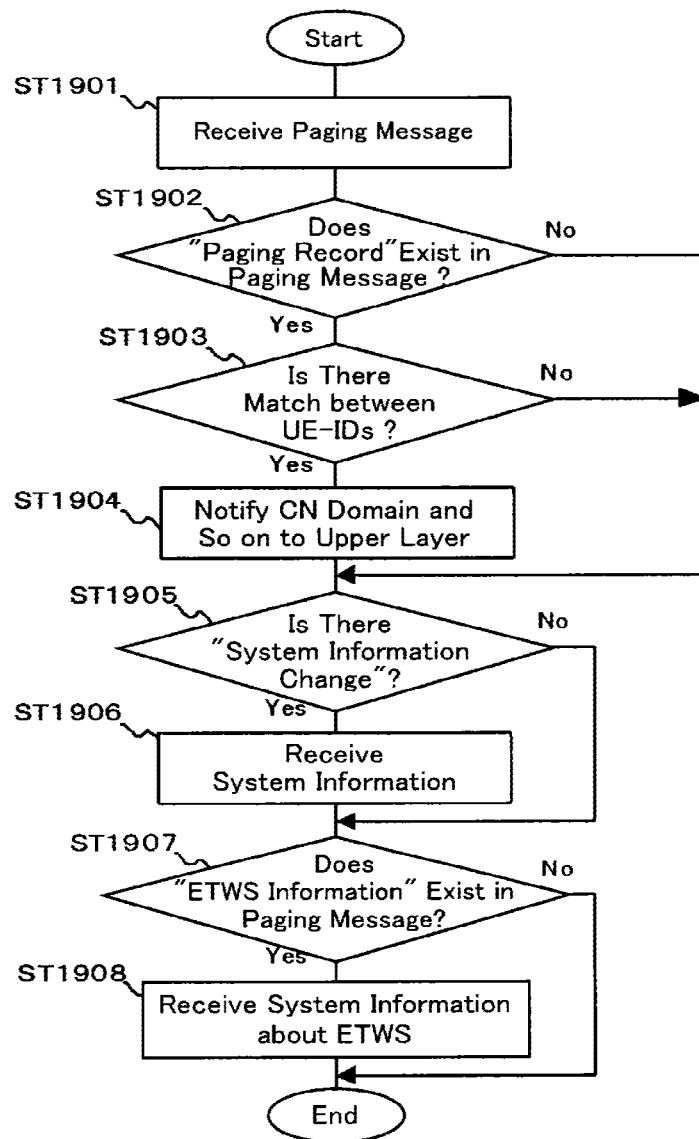 Start
ST1901
Receive Paging Message
ST1902
Does
"Paging Record" Exist in
Paging Message ?
No
Yes
ST1903
Is There
Match between
UE-IDs ?
No
Yes
ST1904
Notify CN Domain and
So on to Upper Layer
ST1905
Is There
"System Information
Change"?
No
Yes
ST1906
Receive
System Information
ST1907
Does
"ETWS Information" Exist in
Paging Message?
No
Yes
ST1908
Receive System Information
about ETWS
End